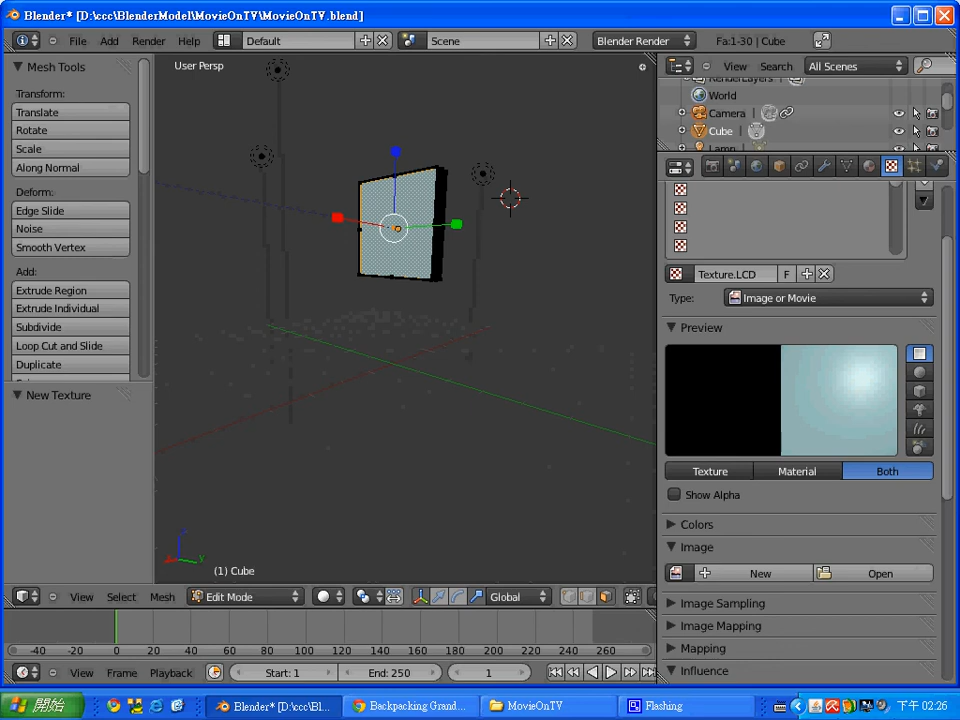 Blender* [D:\ccc\BlenderModel\MovieOnTV\MovieOnTV.blend]
File Add Render Help Default Scene Blender Render Fa:1-30 | Cube
Mesh Tools
Transform:
Translate
Rotate
Scale
Along Normal
Deform:
Edge Slide
Noise
Smooth Vertex
Add:
Extrude Region
Extrude Individual
Subdivide
Loop Cut and Slide
Duplicate
New Texture
User Persp
(1) Cube
View Search All Scenes
RenderLayers
World
Camera
Cube
Lamp
Texture.LCD F
Type: Image or Movie
Preview
Texture Material Both
Show Alpha
Colors
Image
New Open
Image Sampling
Image Mapping
Mapping
Influence
View Select Mesh Edit Mode Global
-40 -20 0 20 40 60 80 100 120 140 160 180 200 220 240 260
View Frame Playback Start: 1 End: 250 1
開始 Blender* [D:\ccc\Bl... Backpacking Grand... MovieOnTV Flashing 下午 02:26